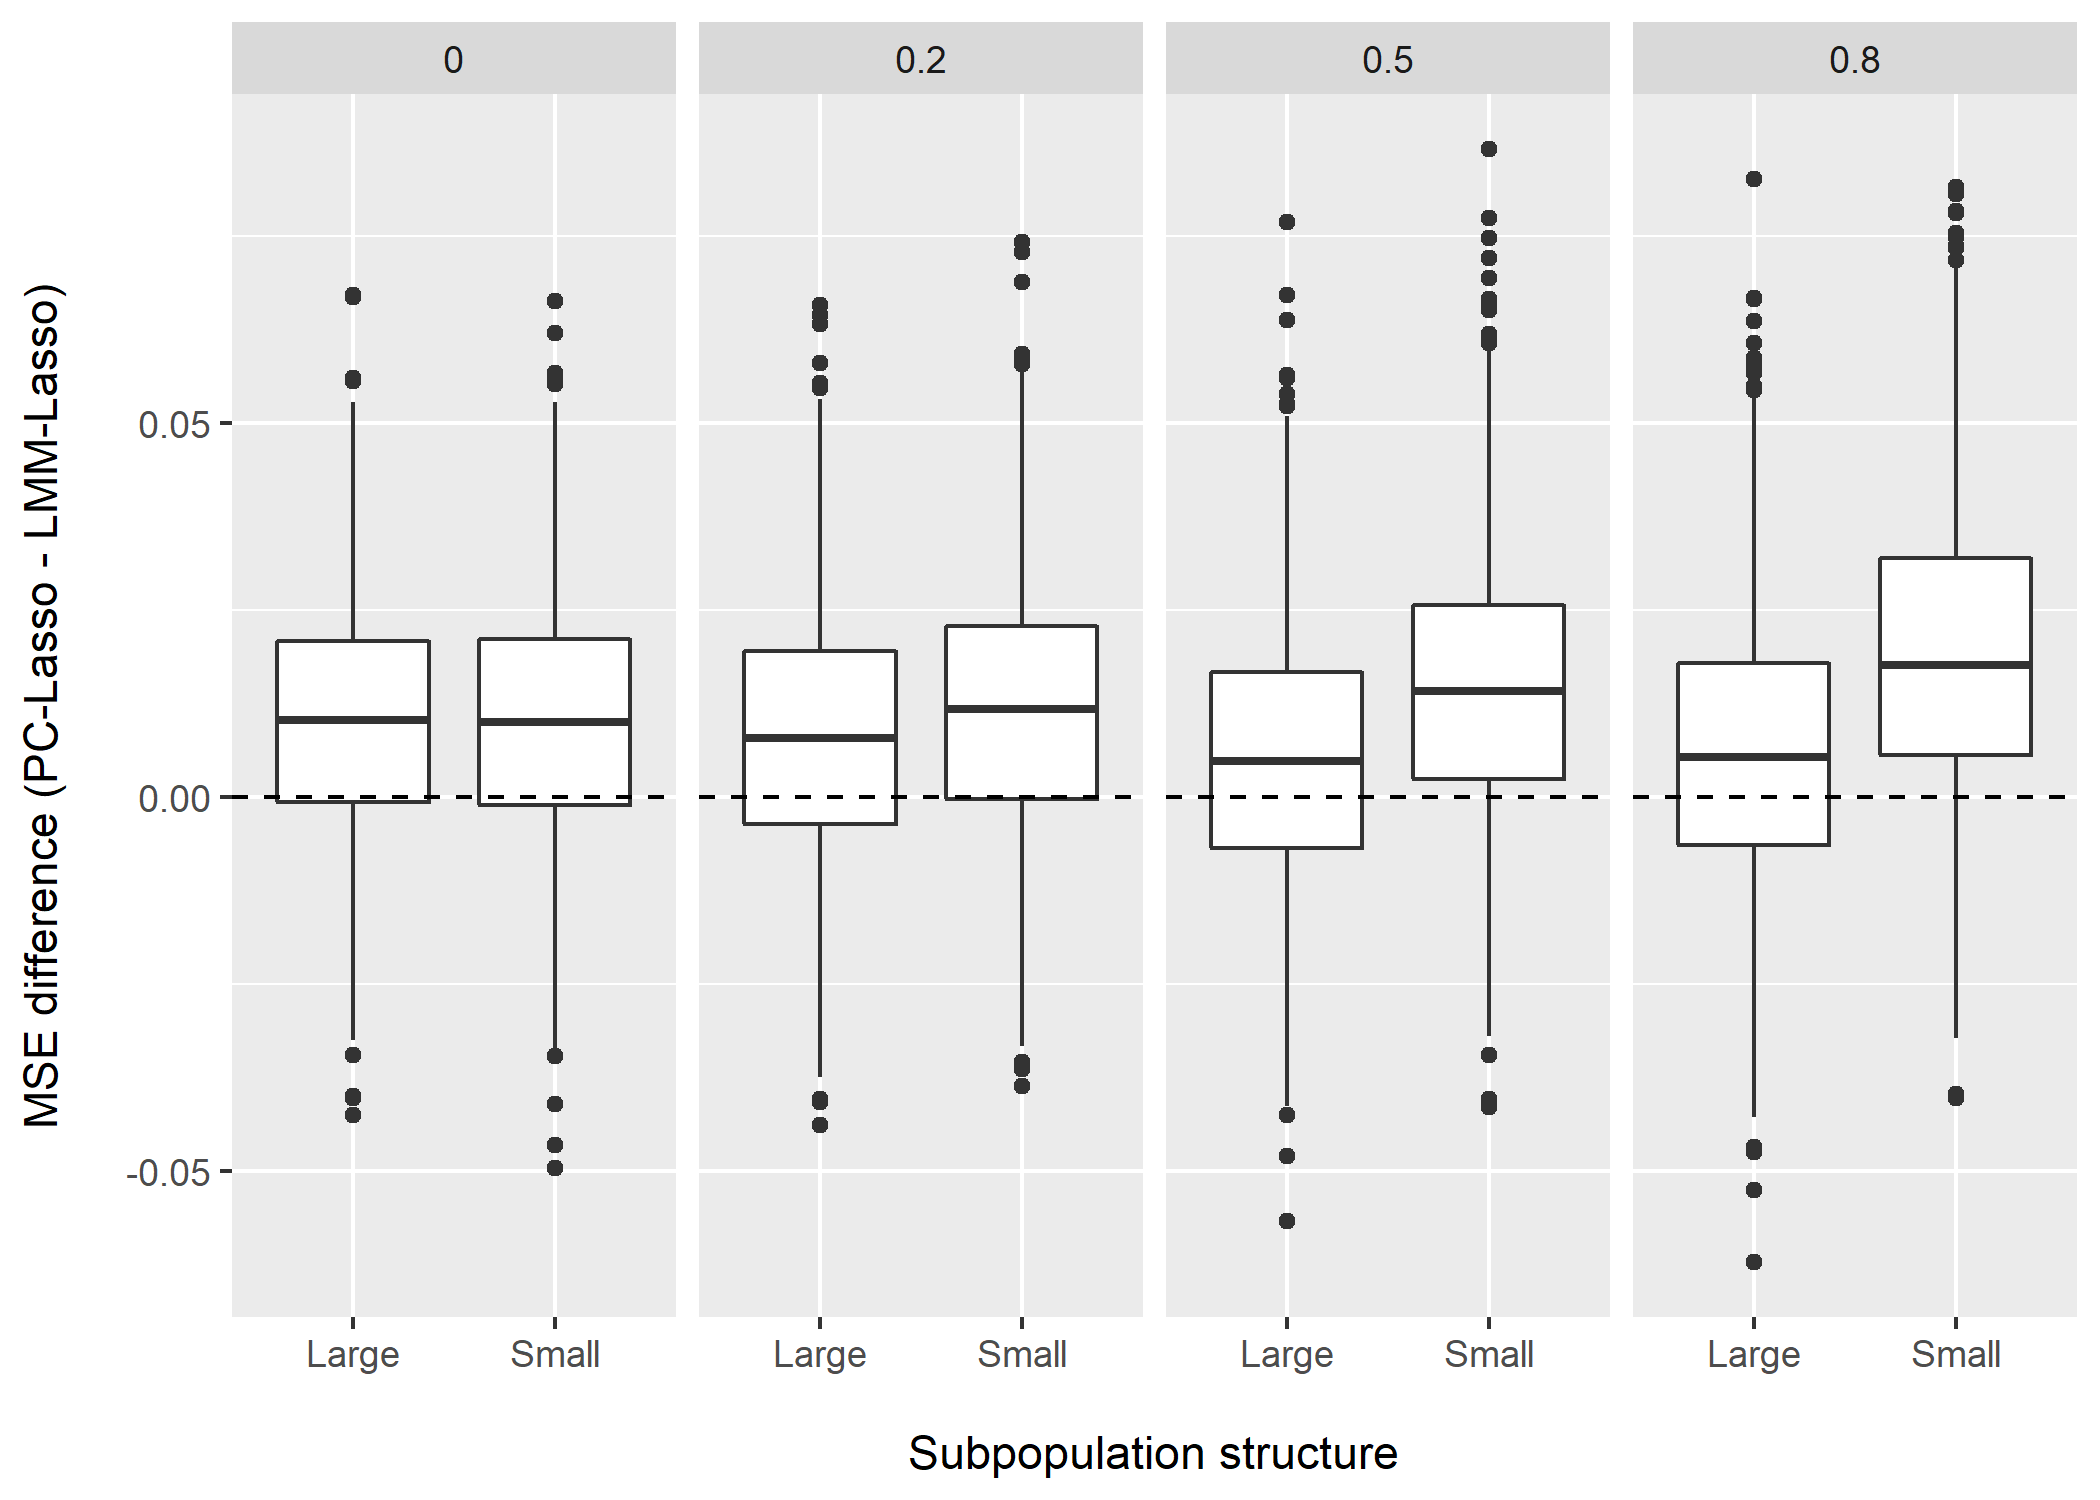 0
0.2
0.5
0.8
MSE difference (PC-Lasso - LMM-Lasso)
0.05
0.00
-0.05
Large
Small
Large
Small
Large
Small
Large
Small
Subpopulation structure